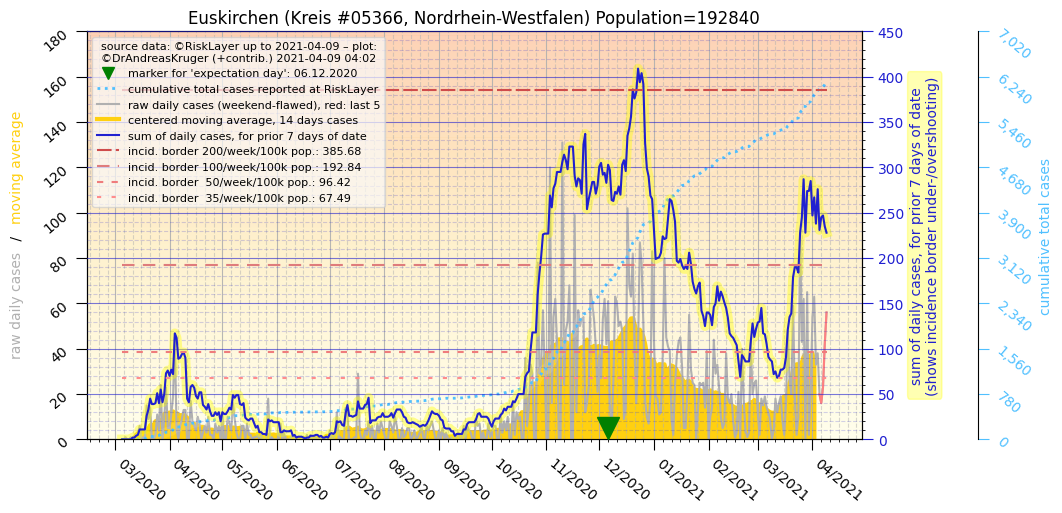 Euskirchen (Kreis #05366, Nordrhein-Westfalen) Population=192840
source data: ©RiskLayer up to 2021-04-09 – plot:
©DrAndreasKruger (+contrib.) 2021-04-09 04:02
marker for 'expectation day': 06.12.2020
cumulative total cases reported at RiskLayer
raw daily cases (weekend-flawed), red: last 5
centered moving average, 14 days cases
sum of daily cases, for prior 7 days of date
incid. border 200/week/100k pop.: 385.68
incid. border 100/week/100k pop.: 192.84
incid. border  50/week/100k pop.: 96.42
incid. border  35/week/100k pop.: 67.49
raw daily cases  /  moving average
180
160
140
120
100
80
60
40
20
0
03/2020
04/2020
05/2020
06/2020
07/2020
08/2020
09/2020
10/2020
11/2020
12/2020
01/2021
02/2021
03/2021
04/2021
450
400
350
300
250
200
150
100
50
0
sum of daily cases, for prior 7 days of date
(shows incidence border under-/overshooting)
7,020
6,240
5,460
4,680
3,900
3,120
2,340
1,560
780
0
cumulative total cases